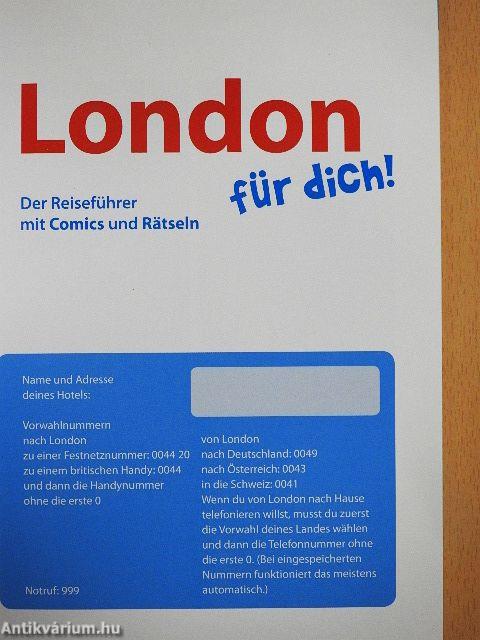 London
für dich!
Der Reiseführer
mit Comics und Rätseln
Name und Adresse
deines Hotels:
Vorwahlnummern
nach London
zu einer Festnetznummer: 0044 20
zu einem britischen Handy: 0044
und dann die Handynummer
ohne die erste 0
von London
nach Deutschland: 0049
nach Österreich: 0043
in die Schweiz: 0041
Wenn du von London nach Hause
telefonieren willst, musst du zuerst
die Vorwahl deines Landes wählen
und dann die Telefonnummer ohne
die erste 0. (Bei eingespeicherten
Nummern funktioniert das meistens
automatisch.)
Notruf: 999
Antikvárium.hu